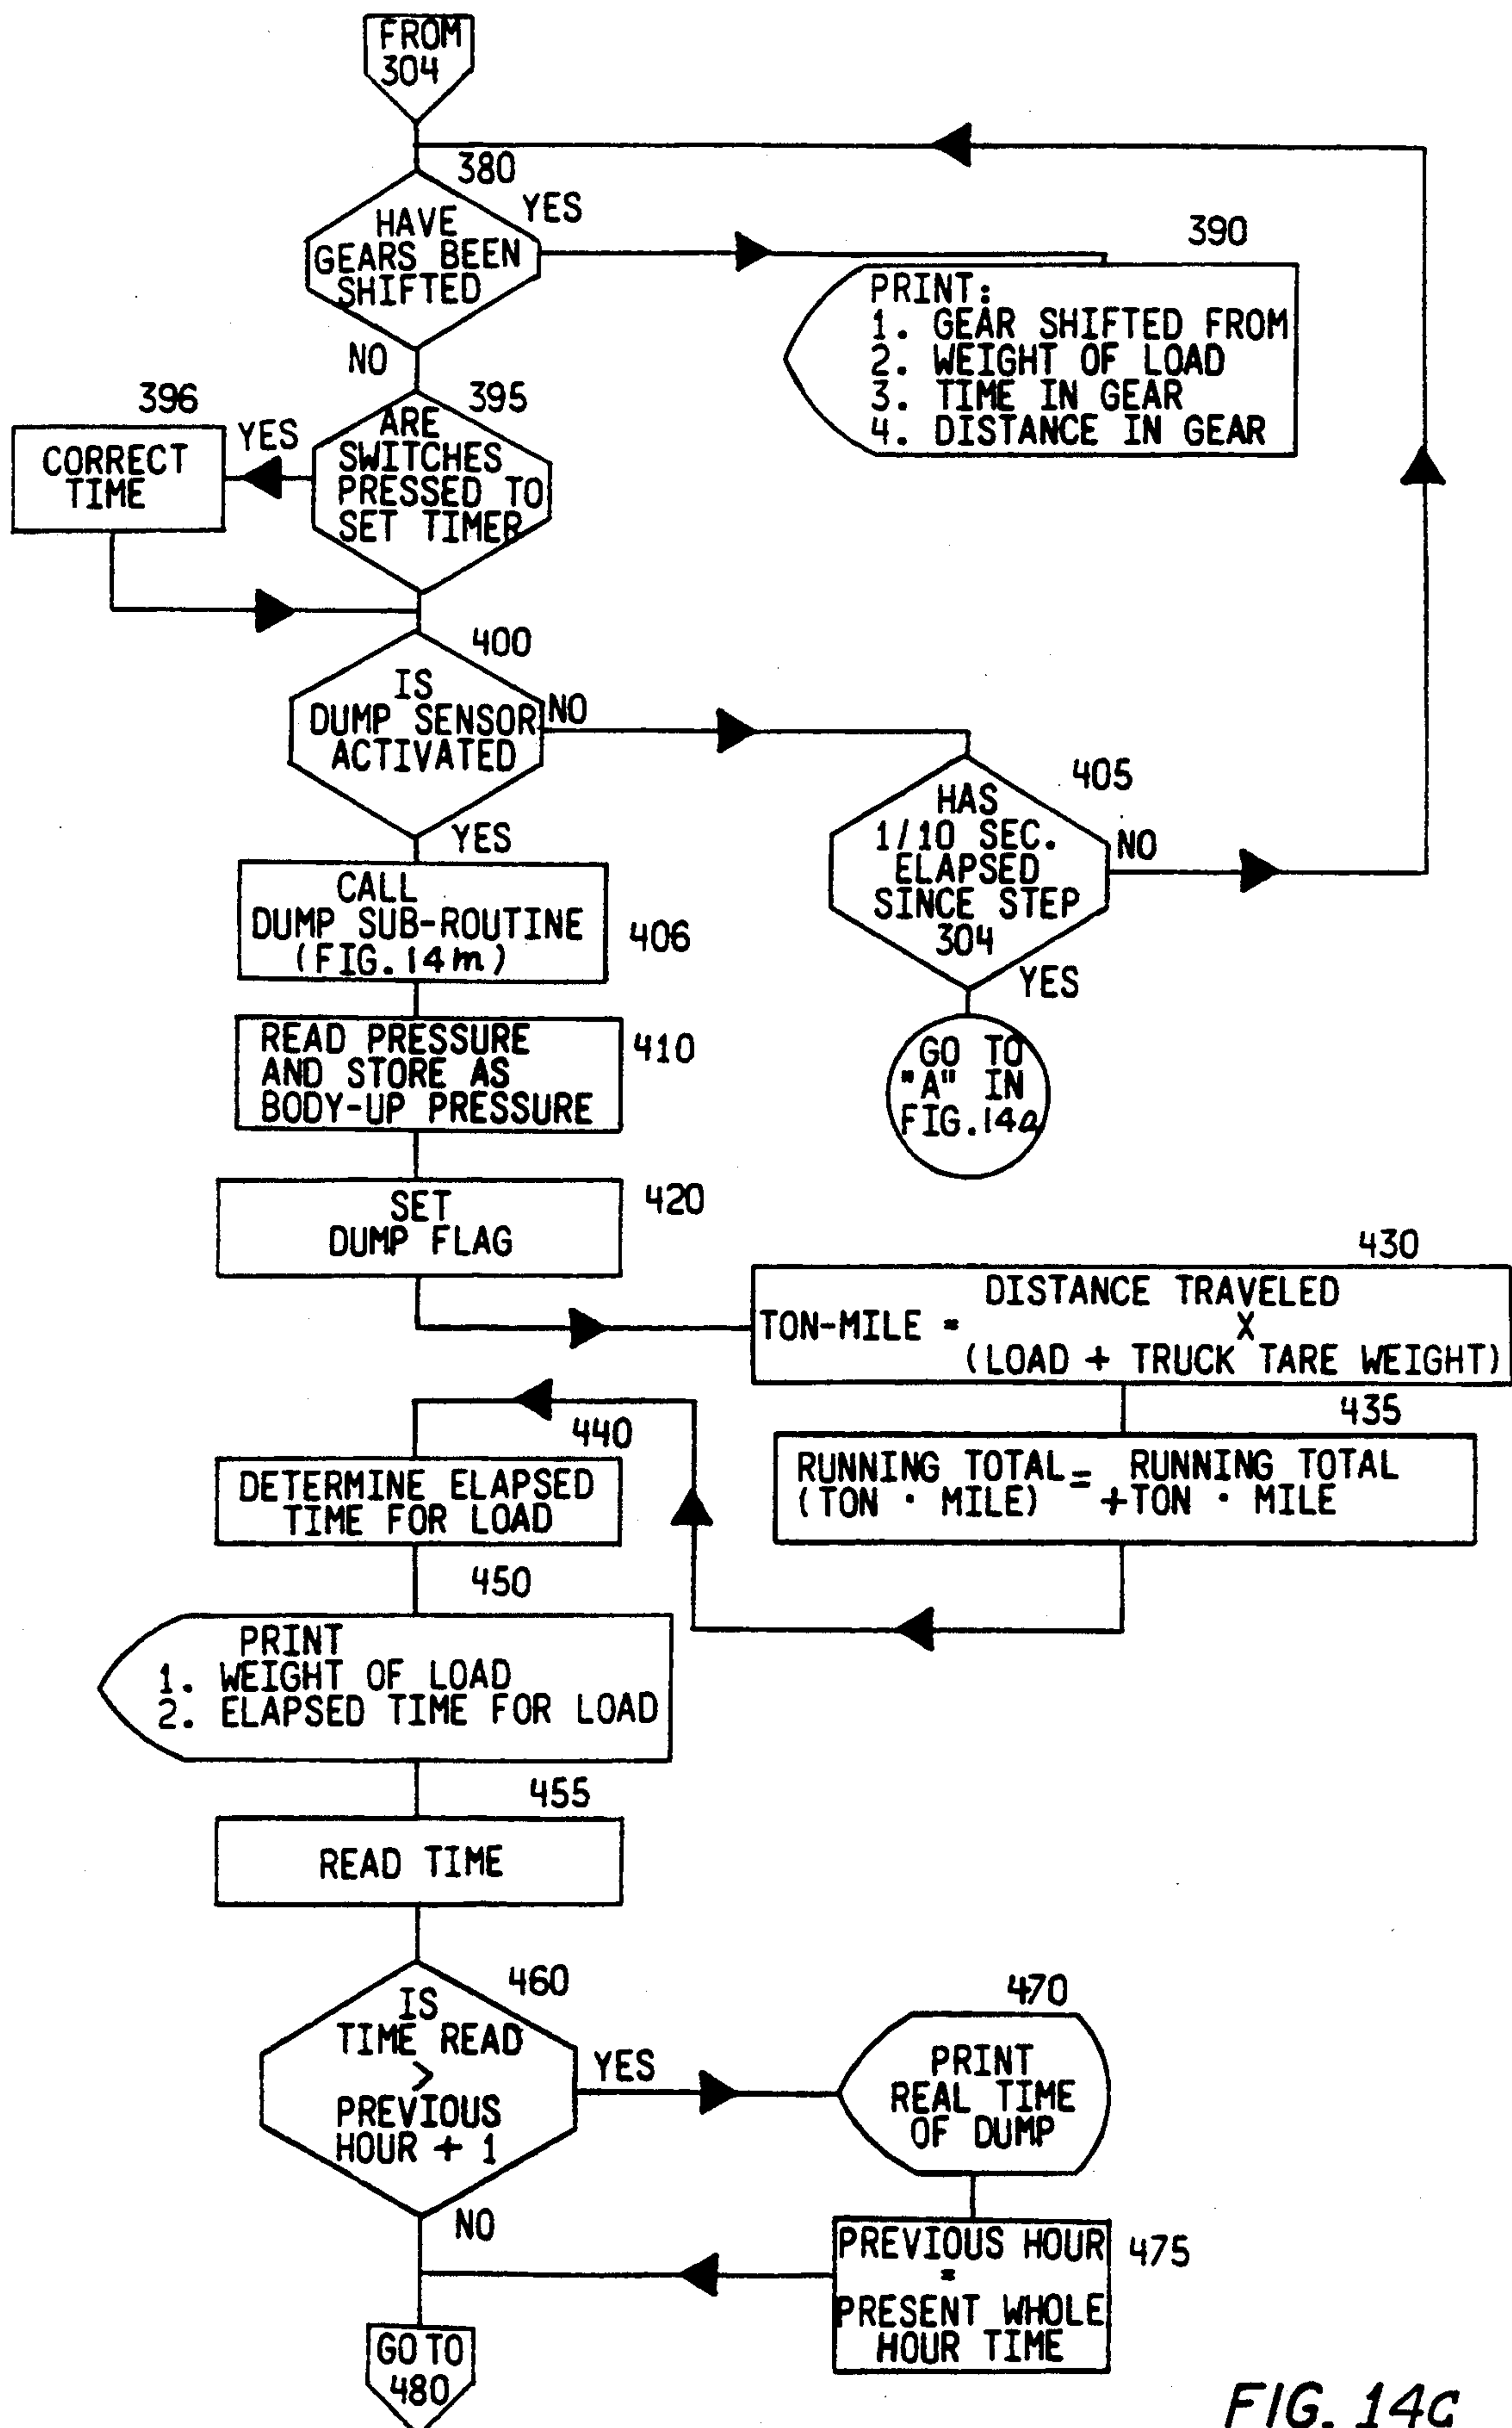 FROM
304
380
HAVE
GEARS BEEN
SHIFTED
YES
NO
390
PRINT:
1. GEAR SHIFTED FROM
2. WEIGHT OF LOAD
3. TIME IN GEAR
4. DISTANCE IN GEAR
395
ARE
SWITCHES
PRESSED TO
SET TIMER
YES
396
CORRECT
TIME
400
IS
DUMP SENSOR
ACTIVATED
NO
YES
405
HAS
1/10 SEC.
ELAPSED
SINCE STEP
304
NO
YES
GO TO
"A" IN
FIG.14a
CALL
DUMP SUB-ROUTINE
(FIG.14m)
406
READ PRESSURE
AND STORE AS
BODY-UP PRESSURE
410
SET
DUMP FLAG
420
430
DISTANCE TRAVELED
TON-MILE = X
(LOAD + TRUCK TARE WEIGHT)
435
RUNNING TOTAL = RUNNING TOTAL
(TON · MILE) +TON · MILE
440
DETERMINE ELAPSED
TIME FOR LOAD
450
PRINT
1. WEIGHT OF LOAD
2. ELAPSED TIME FOR LOAD
455
READ TIME
460
IS
TIME READ
>
PREVIOUS
HOUR + 1
YES
NO
470
PRINT
REAL TIME
OF DUMP
475
PREVIOUS HOUR
=
PRESENT WHOLE
HOUR TIME
GO TO
480
FIG. 14c